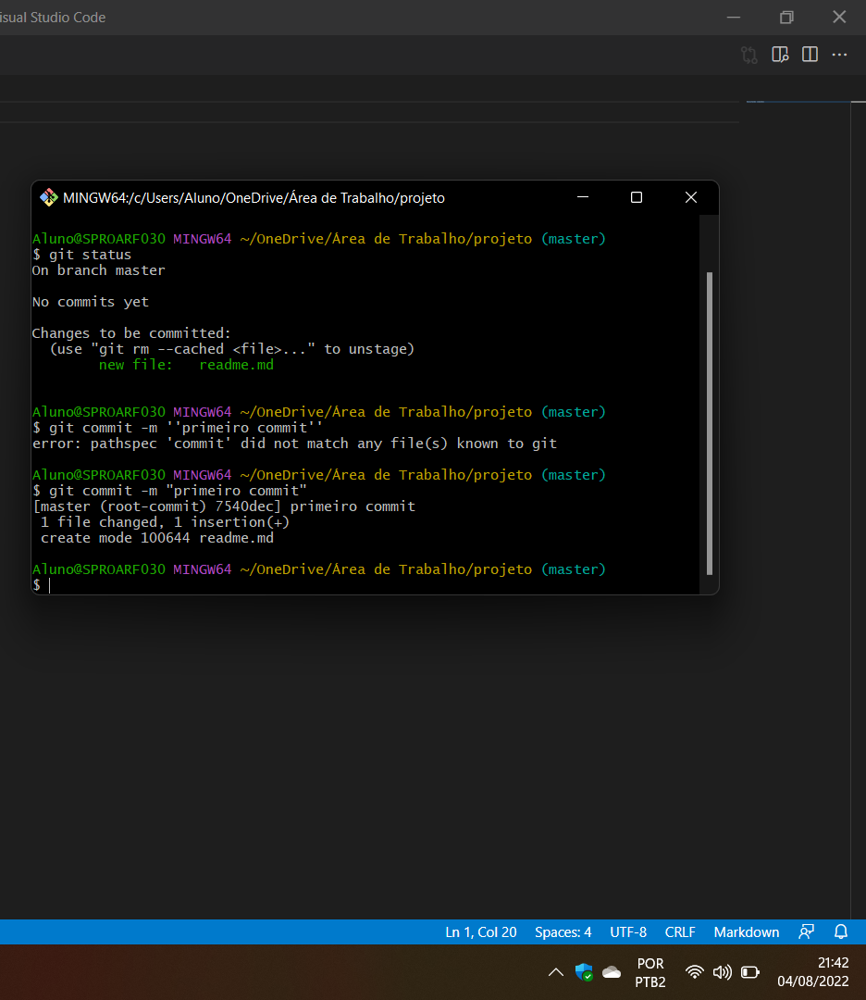 isual Studio Code
MINGW64:/c/Users/Aluno/OneDrive/Área de Trabalho/projeto
Aluno@SPROARF030 MINGW64 ~/OneDrive/Área de Trabalho/projeto (master)
$ git status
On branch master
No commits yet
Changes to be committed:
  (use "git rm --cached <file>..." to unstage)
        new file:   readme.md
Aluno@SPROARF030 MINGW64 ~/OneDrive/Área de Trabalho/projeto (master)
$ git commit -m ''primeiro commit''
error: pathspec 'commit' did not match any file(s) known to git
Aluno@SPROARF030 MINGW64 ~/OneDrive/Área de Trabalho/projeto (master)
$ git commit -m "primeiro commit"
[master (root-commit) 7540dec] primeiro commit
 1 file changed, 1 insertion(+)
 create mode 100644 readme.md
Aluno@SPROARF030 MINGW64 ~/OneDrive/Área de Trabalho/projeto (master)
$
Ln 1, Col 20 Spaces: 4 UTF-8 CRLF Markdown
POR 21:42
PTB2 04/08/2022